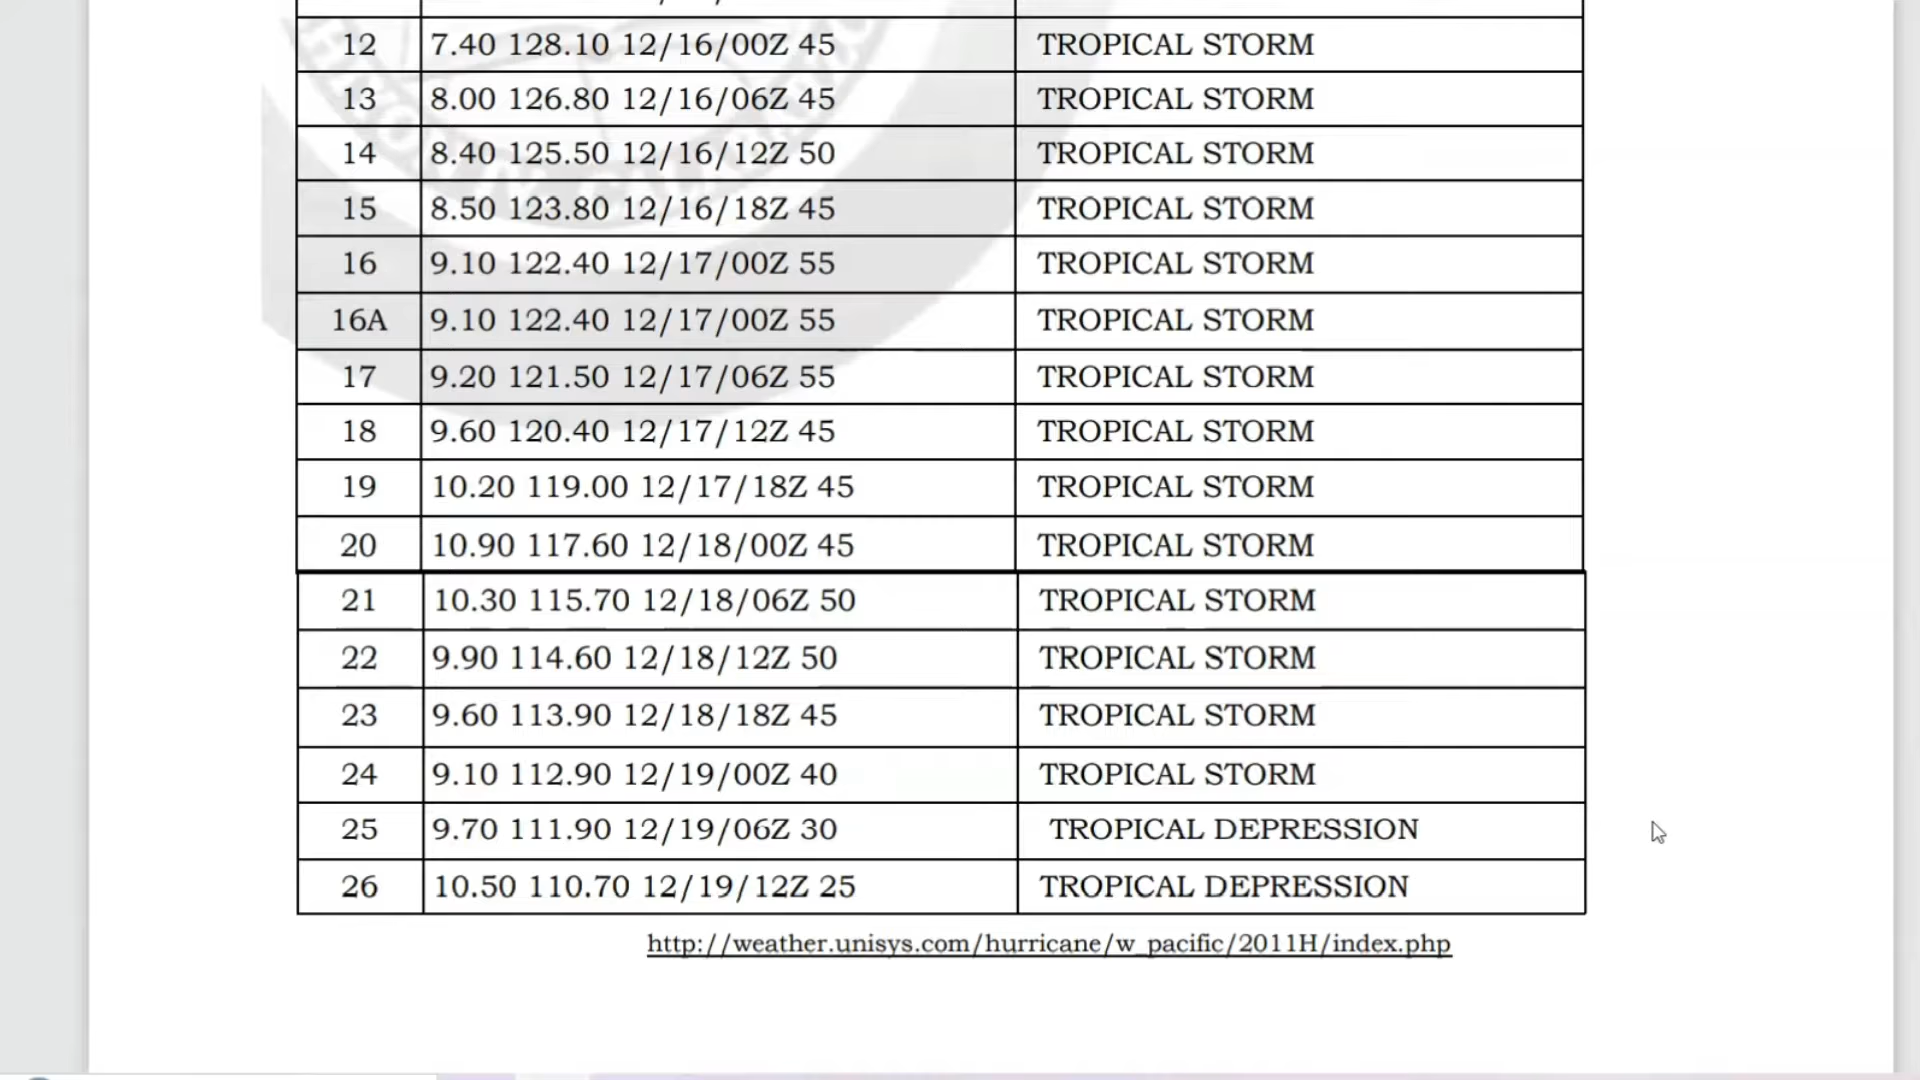 12 7.40 128.10 12/16/00Z 45 TROPICAL STORM
13 8.00 126.80 12/16/06Z 45 TROPICAL STORM
14 8.40 125.50 12/16/12Z 50 TROPICAL STORM
15 8.50 123.80 12/16/18Z 45 TROPICAL STORM
16 9.10 122.40 12/17/00Z 55 TROPICAL STORM
16A 9.10 122.40 12/17/00Z 55 TROPICAL STORM
17 9.20 121.50 12/17/06Z 55 TROPICAL STORM
18 9.60 120.40 12/17/12Z 45 TROPICAL STORM
19 10.20 119.00 12/17/18Z 45 TROPICAL STORM
20 10.90 117.60 12/18/00Z 45 TROPICAL STORM
21 10.30 115.70 12/18/06Z 50 TROPICAL STORM
22 9.90 114.60 12/18/12Z 50 TROPICAL STORM
23 9.60 113.90 12/18/18Z 45 TROPICAL STORM
24 9.10 112.90 12/19/00Z 40 TROPICAL STORM
25 9.70 111.90 12/19/06Z 30 TROPICAL DEPRESSION
26 10.50 110.70 12/19/12Z 25 TROPICAL DEPRESSION
http://weather.unisys.com/hurricane/w_pacific/2011H/index.php